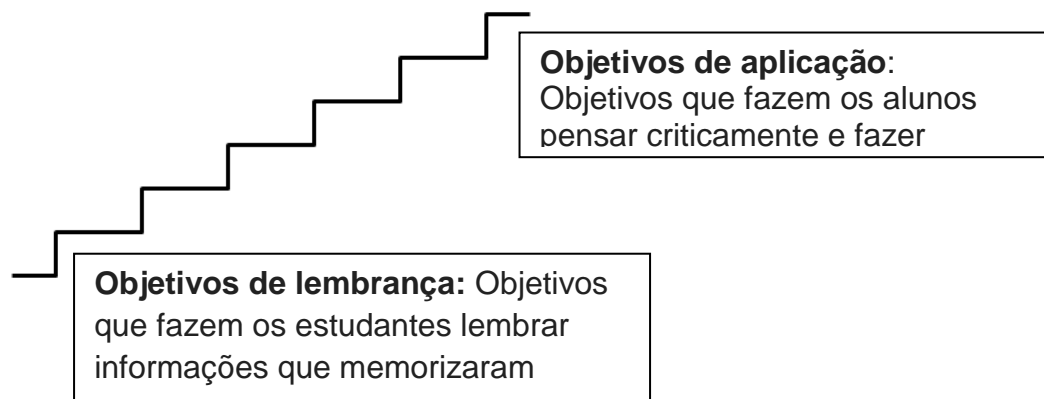 Objetivos de aplicação:
Objetivos que fazem os alunos
pensar criticamente e fazer
Objetivos de lembrança: Objetivos
que fazem os estudantes lembrar
informações que memorizaram